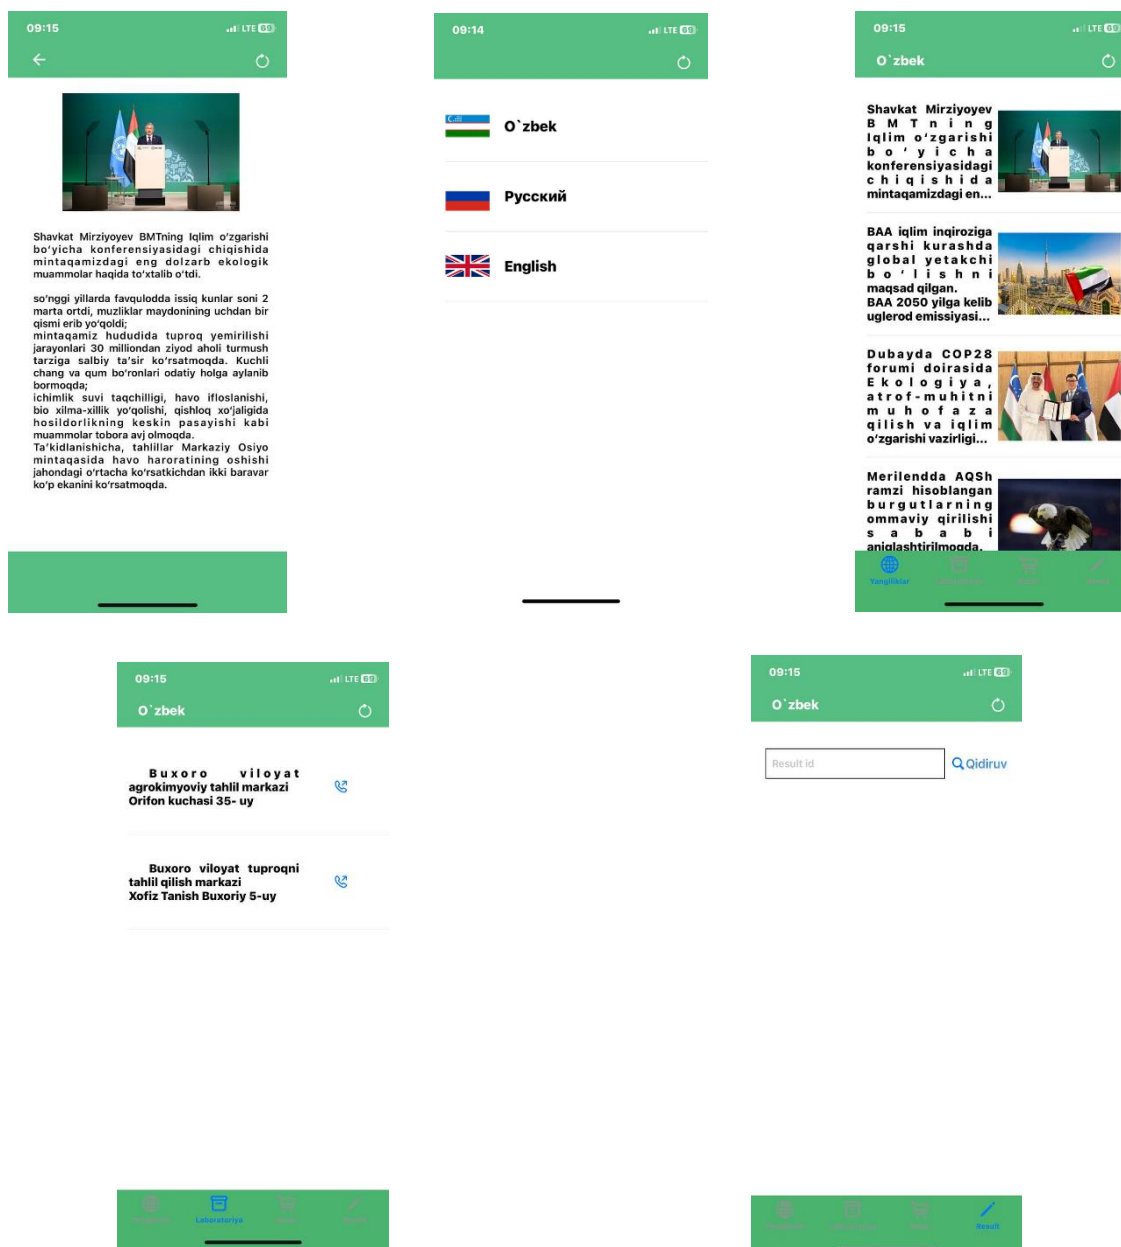 09:15
LTE 69
Shavkat Mirziyoyev BMTning Iqlim o‘zgarishi
bo‘yicha konferensiyasidagi chiqishida
mintaqamizdagi eng dolzarb ekologik
muammolar haqida to‘xtalib o‘tdi.
so‘nggi yillarda favqulodda issiq kunlar soni 2
marta ortdi, muzliklar maydonining uchdan bir
qismi erib yo‘qoldi;
mintaqamiz hududida tuproq yemirilishi
jarayonlari 30 milliondan ziyod aholi turmush
tarziga salbiy ta’sir ko‘rsatmoqda. Kuchli
chang va qum bo‘ronlari odatiy holga aylanib
bormoqda;
ichimlik suvi taqchilligi, havo ifloslanishi,
bio xilma-xillik yo‘qolishi, qishloq xo‘jaligida
hosildorlikning keskin pasayishi kabi
muammolar tobora avj olmoqda.
Ta’kidlanishicha, tahlillar Markaziy Osiyo
mintaqasida havo haroratining oshishi
jahondagi o‘rtacha ko‘rsatkichdan ikki baravar
ko‘p ekanini ko‘rsatmoqda.
09:14
LTE 69
O`zbek
Русский
English
09:15
LTE 69
O`zbek
Shavkat Mirziyoyev
BMTning
Iqlim o‘zgarishi
bo‘yicha
konferensiyasidagi
chiqishida
mintaqamizdagi en...
BAA iqlim inqiroziga
qarshi kurashda
global yetakchi
bo‘lishni
maqsad qilgan.
BAA 2050 yilga kelib
uglerod emissiyasi...
Dubayda COP28
forumi doirasida
Ekologiya,
atrof-muhitni
muhofaza
qilish va iqlim
o‘zgarishi vazirligi...
Merilendda AQSh
ramzi hisoblangan
burgutlarning
ommaviy qirilishi
sababi
aniqlashtirilmoqda.
Yangiliklar
09:15
LTE 69
O`zbek
Buxoro viloyat
agrokimyoviy tahlil markazi
Orifon kuchasi 35- uy
Buxoro viloyat tuproqni
tahlil qilish markazi
Xofiz Tanish Buxoriy 5-uy
Laboratoriya
09:15
LTE 69
O`zbek
Result id
Qidiruv
Result